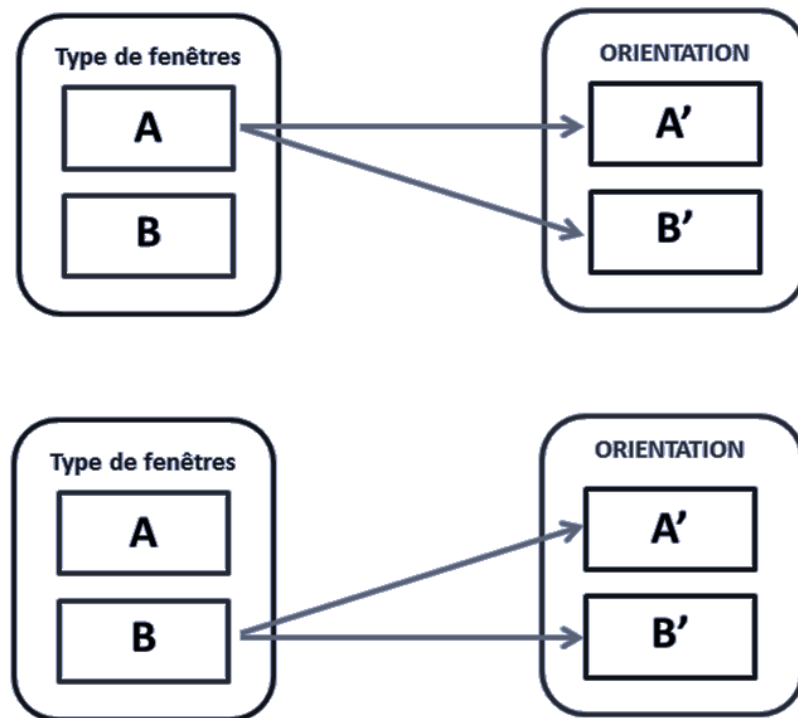 Type de fenêtres
A
B
ORIENTATION
A’
B’
Type de fenêtres
A
B
ORIENTATION
A’
B’